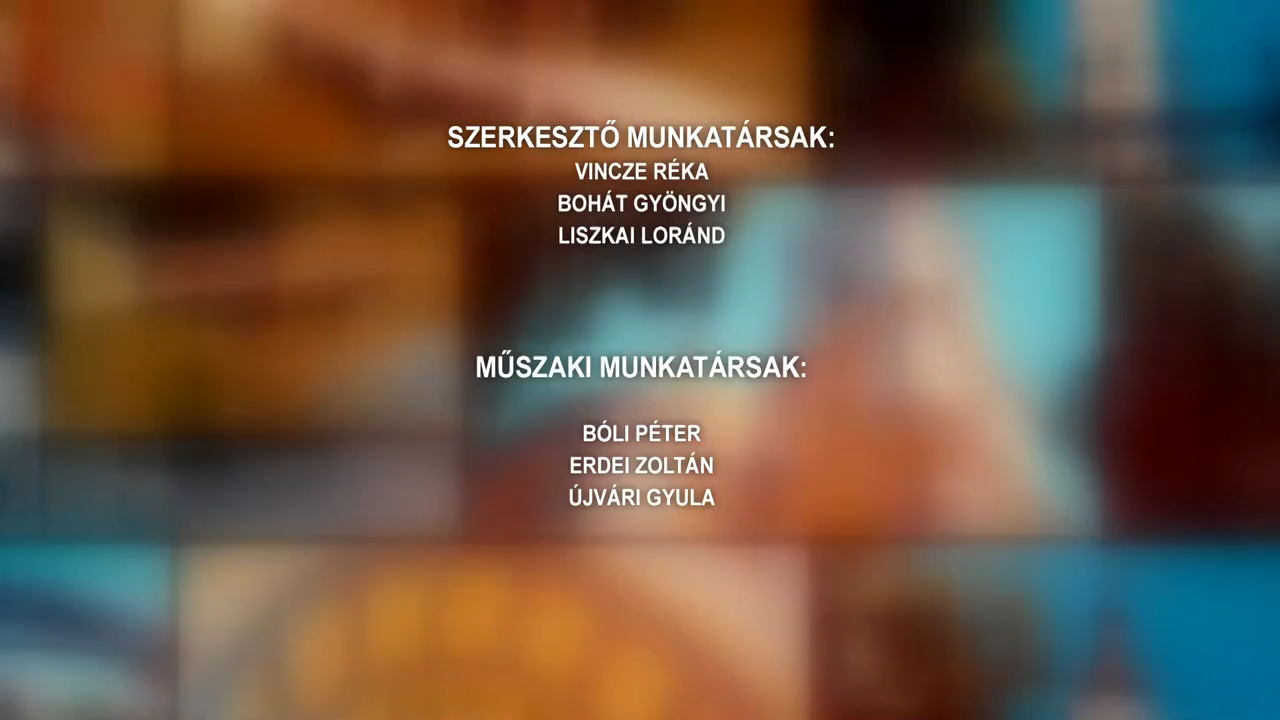 SZERKESZTŐ MUNKATÁRSAK:
VINCZE RÉKA
BOHÁT GYÖNGYI
LISZKAI LORÁND
MŰSZAKI MUNKATÁRSAK:
BÓLI PÉTER
ERDEI ZOLTÁN
ÚJVÁRI GYULA